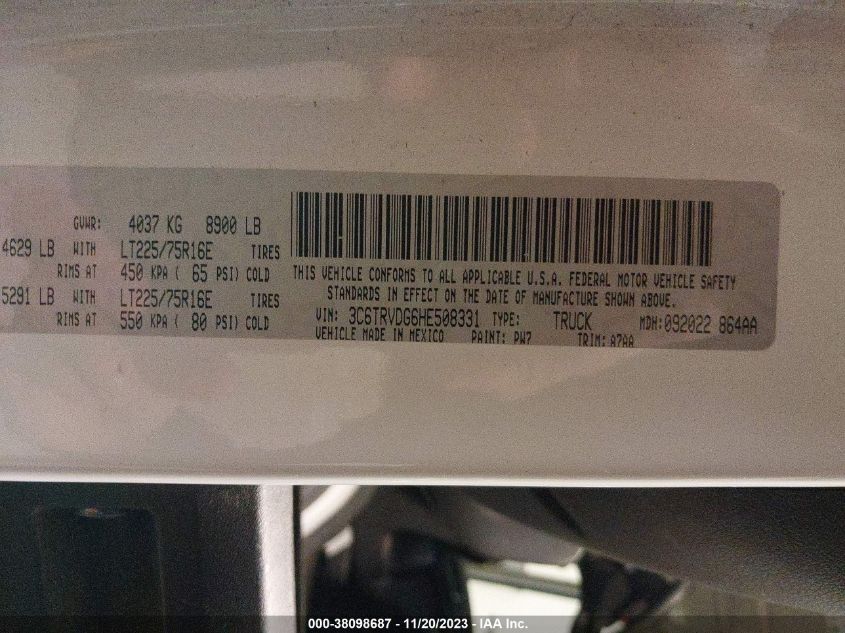 GVWR: 4037 KG 8900 LB
4629 LB WITH LT225/75R16E TIRES
RIMS AT 450 KPA ( 65 PSI) COLD
5291 LB WITH LT225/75R16E TIRES
RIMS AT 550 KPA ( 80 PSI) COLD
THIS VEHICLE CONFORMS TO ALL APPLICABLE U.S.A. FEDERAL MOTOR VEHICLE SAFETY
STANDARDS IN EFFECT ON THE DATE OF MANUFACTURE SHOWN ABOVE.
VIN: 3C6TRVDG6HE508331 TYPE: TRUCK MDH:092022 864AA
VEHICLE MADE IN MEXICO PAINT: PW7 TRIM: A7AA
000-38098687 - 11/20/2023 - IAA Inc.